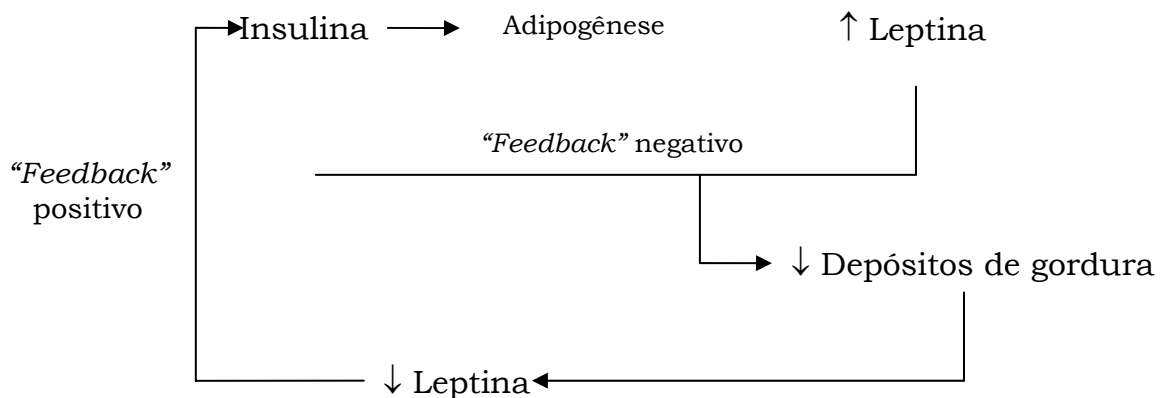 Insulina
Adipogênese
↑ Leptina
“Feedback” negativo
“Feedback”
positivo
↓ Depósitos de gordura
↓ Leptina